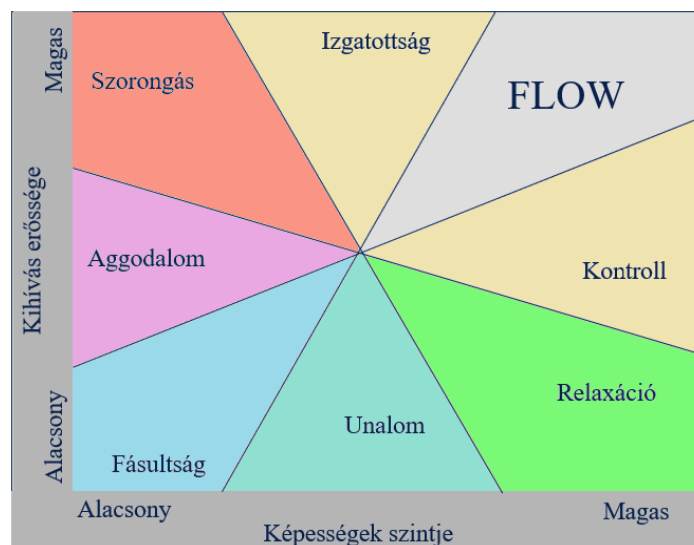 Magas
Izgatottság
Szorongás
FLOW
Kihívás erőssége
Aggodalom
Kontroll
Relaxáció
Alacsony
Unalom
Fásultság
Alacsony
Magas
Képességek szintje